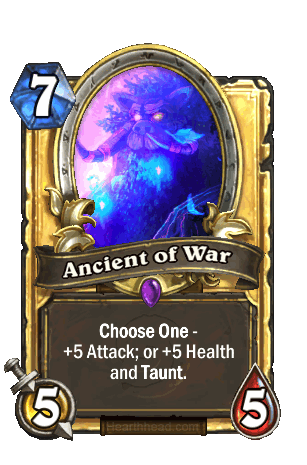 7
Ancient of War
Choose One -
+5 Attack; or +5 Health
and Taunt.
5
5
Hearthhead.com